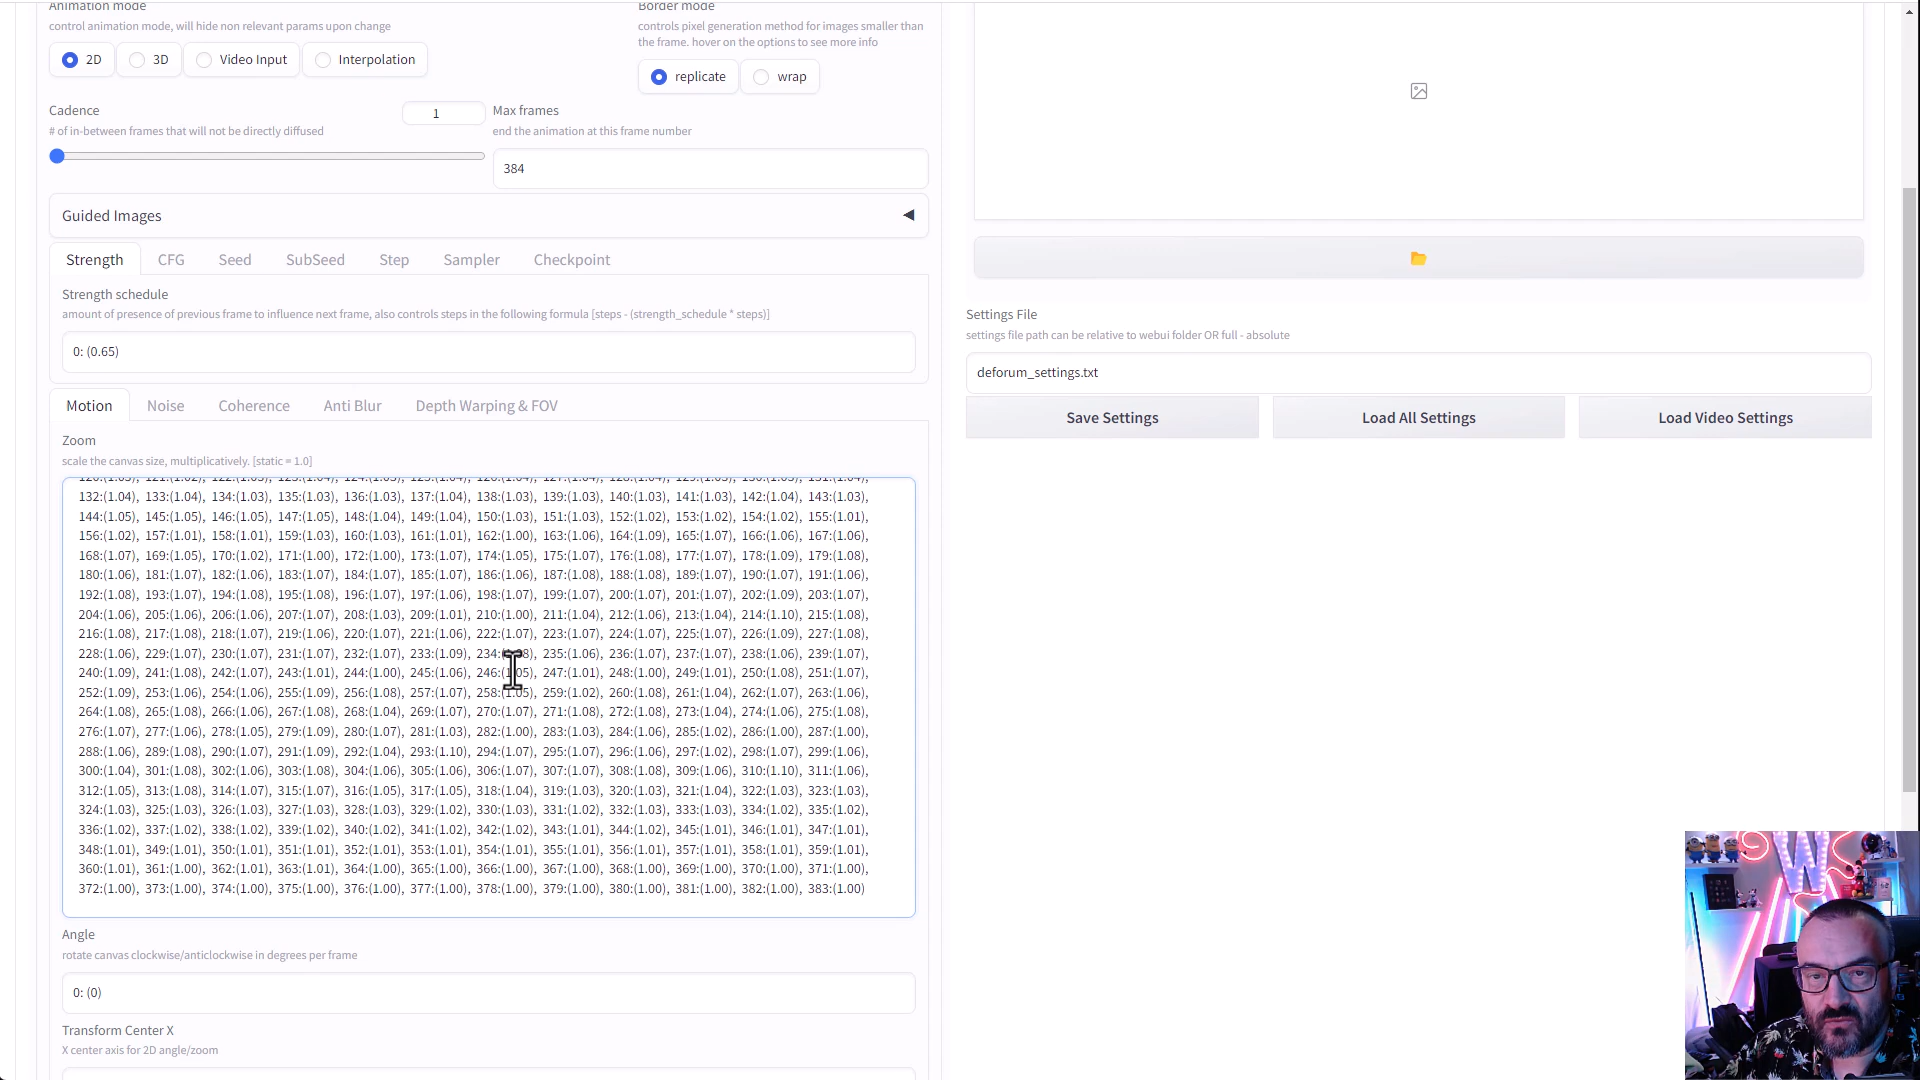 Animation mode
control animation mode, will hide non relevant params upon change
2D
3D
Video Input
Interpolation
Border mode
controls pixel generation method for images smaller than
the frame. hover on the options to see more info
replicate
wrap
Cadence
# of in-between frames that will not be directly diffused
1
Max frames
end the animation at this frame number
384
Guided Images
Strength
CFG
Seed
SubSeed
Step
Sampler
Checkpoint
Strength schedule
amount of presence of previous frame to influence next frame, also controls steps in the following formula [steps - (strength_schedule * steps)]
0: (0.65)
Motion
Noise
Coherence
Anti Blur
Depth Warping & FOV
Zoom
scale the canvas size, multiplicatively. [static = 1.0]
132:(1.04), 133:(1.04), 134:(1.03), 135:(1.03), 136:(1.03), 137:(1.04), 138:(1.03), 139:(1.03), 140:(1.03), 141:(1.03), 142:(1.04), 143:(1.03),
144:(1.05), 145:(1.05), 146:(1.05), 147:(1.05), 148:(1.04), 149:(1.04), 150:(1.03), 151:(1.03), 152:(1.02), 153:(1.02), 154:(1.02), 155:(1.01),
156:(1.02), 157:(1.01), 158:(1.01), 159:(1.03), 160:(1.03), 161:(1.01), 162:(1.00), 163:(1.06), 164:(1.09), 165:(1.07), 166:(1.06), 167:(1.06),
168:(1.07), 169:(1.05), 170:(1.02), 171:(1.00), 172:(1.00), 173:(1.07), 174:(1.05), 175:(1.07), 176:(1.08), 177:(1.07), 178:(1.09), 179:(1.08),
180:(1.06), 181:(1.07), 182:(1.06), 183:(1.07), 184:(1.07), 185:(1.07), 186:(1.06), 187:(1.08), 188:(1.08), 189:(1.07), 190:(1.07), 191:(1.06),
192:(1.08), 193:(1.07), 194:(1.08), 195:(1.08), 196:(1.07), 197:(1.06), 198:(1.07), 199:(1.07), 200:(1.07), 201:(1.07), 202:(1.09), 203:(1.07),
204:(1.06), 205:(1.06), 206:(1.06), 207:(1.07), 208:(1.03), 209:(1.01), 210:(1.00), 211:(1.04), 212:(1.06), 213:(1.04), 214:(1.10), 215:(1.08),
216:(1.08), 217:(1.08), 218:(1.07), 219:(1.06), 220:(1.07), 221:(1.06), 222:(1.07), 223:(1.07), 224:(1.07), 225:(1.07), 226:(1.09), 227:(1.08),
228:(1.06), 229:(1.07), 230:(1.07), 231:(1.07), 232:(1.07), 233:(1.09), 235:(1.06), 236:(1.07), 237:(1.07), 238:(1.06), 239:(1.07),
240:(1.09), 241:(1.08), 242:(1.07), 243:(1.01), 244:(1.00), 245:(1.06), 246:(1.05), 247:(1.01), 248:(1.00), 249:(1.01), 250:(1.08), 251:(1.07),
252:(1.09), 253:(1.06), 254:(1.06), 255:(1.09), 256:(1.08), 257:(1.07), 258:(1.05), 259:(1.02), 260:(1.08), 261:(1.04), 262:(1.07), 263:(1.06),
264:(1.08), 265:(1.08), 266:(1.06), 267:(1.08), 268:(1.04), 269:(1.07), 270:(1.07), 271:(1.08), 272:(1.08), 273:(1.04), 274:(1.06), 275:(1.08),
276:(1.07), 277:(1.06), 278:(1.05), 279:(1.09), 280:(1.07), 281:(1.03), 282:(1.00), 283:(1.03), 284:(1.06), 285:(1.02), 286:(1.00), 287:(1.00),
288:(1.06), 289:(1.08), 290:(1.07), 291:(1.09), 292:(1.04), 293:(1.10), 294:(1.07), 295:(1.07), 296:(1.06), 297:(1.02), 298:(1.07), 299:(1.06),
300:(1.04), 301:(1.08), 302:(1.06), 303:(1.08), 304:(1.06), 305:(1.06), 306:(1.07), 307:(1.07), 308:(1.08), 309:(1.06), 310:(1.10), 311:(1.06),
312:(1.05), 313:(1.08), 314:(1.07), 315:(1.07), 316:(1.05), 317:(1.05), 318:(1.04), 319:(1.03), 320:(1.03), 321:(1.04), 322:(1.03), 323:(1.03),
324:(1.03), 325:(1.03), 326:(1.03), 327:(1.03), 328:(1.03), 329:(1.02), 330:(1.03), 331:(1.02), 332:(1.03), 333:(1.03), 334:(1.02), 335:(1.02),
336:(1.02), 337:(1.02), 338:(1.02), 339:(1.02), 340:(1.02), 341:(1.02), 342:(1.02), 343:(1.01), 344:(1.02), 345:(1.01), 346:(1.01), 347:(1.01),
348:(1.01), 349:(1.01), 350:(1.01), 351:(1.01), 352:(1.01), 353:(1.01), 354:(1.01), 355:(1.01), 356:(1.01), 357:(1.01), 358:(1.01), 359:(1.01),
360:(1.01), 361:(1.00), 362:(1.01), 363:(1.01), 364:(1.00), 365:(1.00), 366:(1.00), 367:(1.00), 368:(1.00), 369:(1.00), 370:(1.00), 371:(1.00),
372:(1.00), 373:(1.00), 374:(1.00), 375:(1.00), 376:(1.00), 377:(1.00), 378:(1.00), 379:(1.00), 380:(1.00), 381:(1.00), 382:(1.00), 383:(1.00)
Angle
rotate canvas clockwise/anticlockwise in degrees per frame
0: (0)
Transform Center X
X center axis for 2D angle/zoom
Settings File
settings file path can be relative to webui folder OR full - absolute
deforum_settings.txt
Save Settings
Load All Settings
Load Video Settings
W